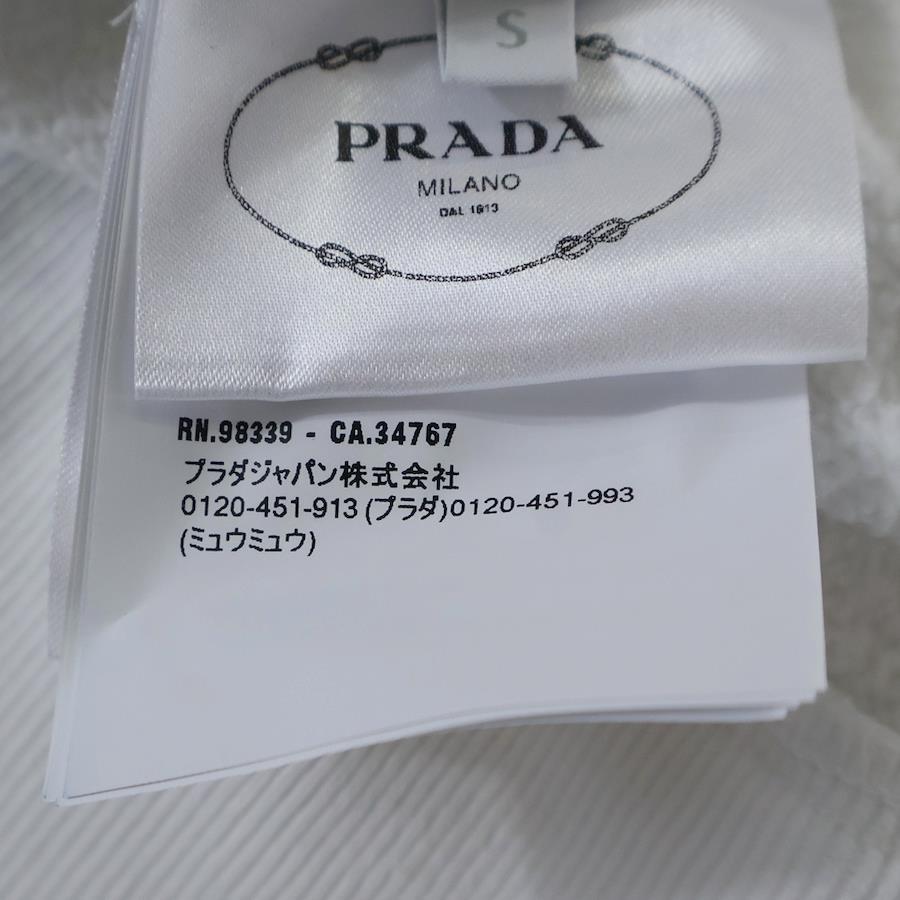 S
PRADA
MILANO
DAL 1913
RN.98339 - CA.34767
プラダジャパン株式会社
0120-451-913 (プラダ)0120-451-993
(ミュウミュウ)